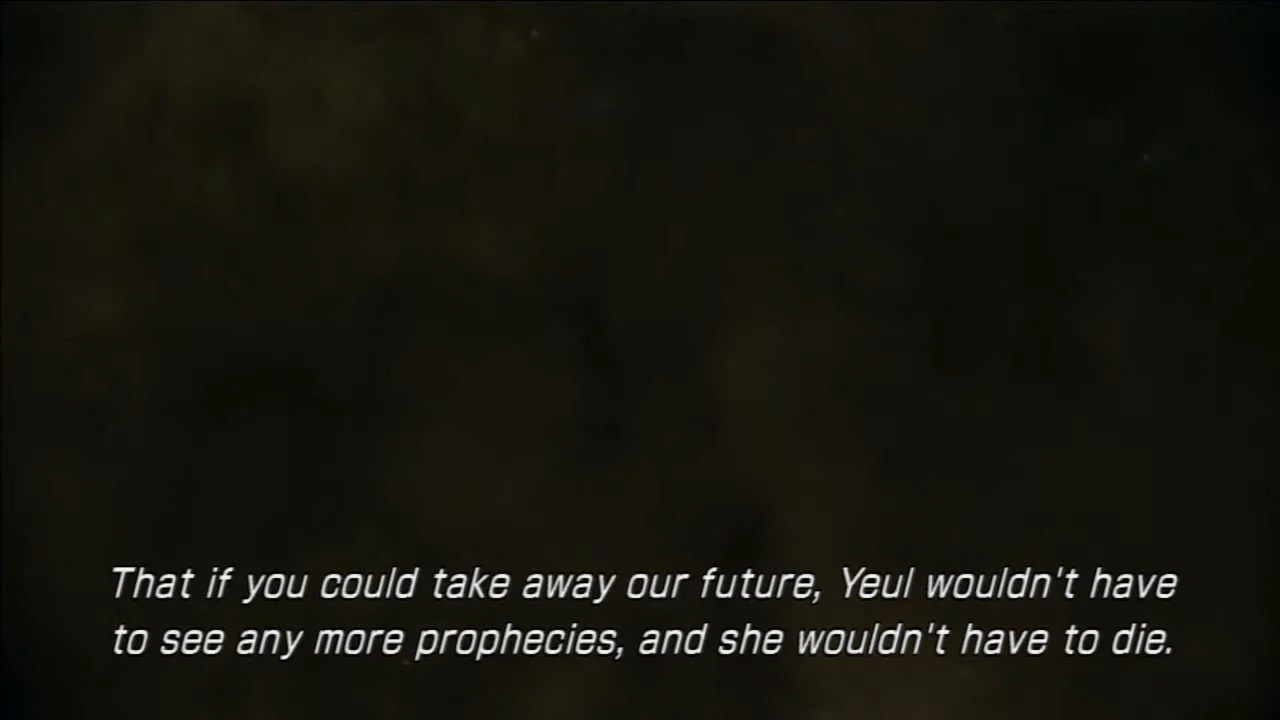 That if you could take away our future, Yeul wouldn't have
to see any more prophecies, and she wouldn't have to die.